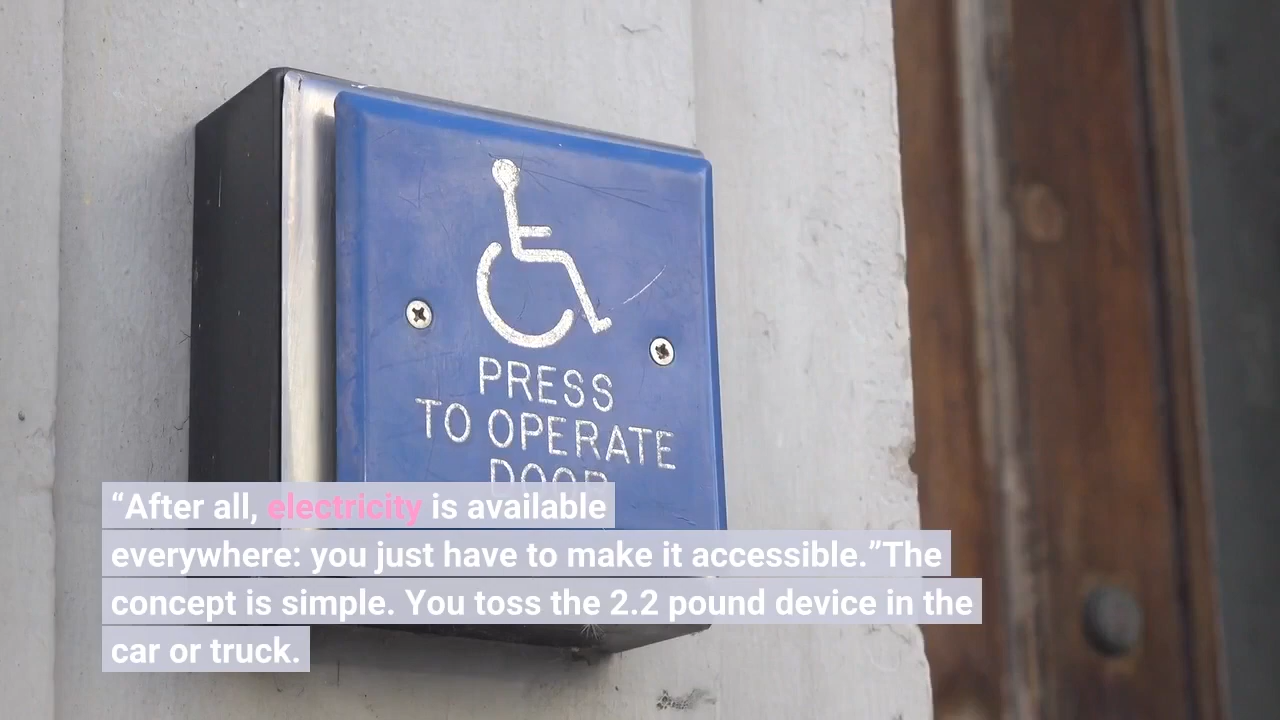 PRESS
TO OPERATE
DOOR
“After all, electricity is available
everywhere: you just have to make it accessible.”The
concept is simple. You toss the 2.2 pound device in the
car or truck.